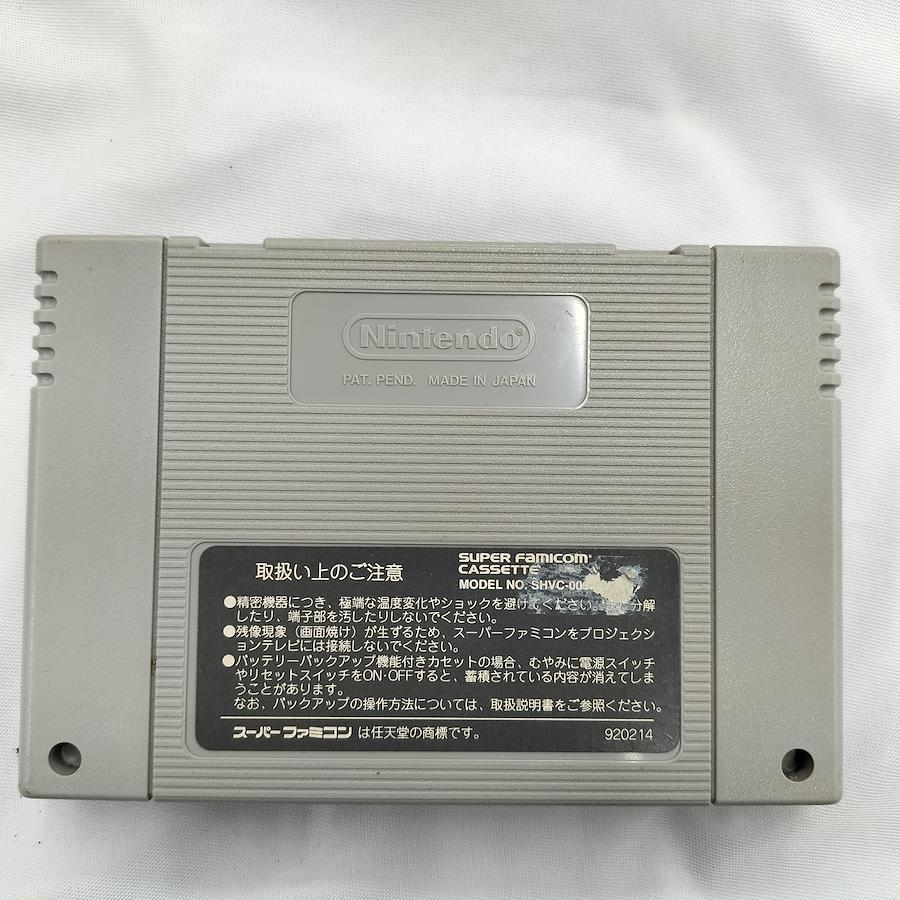 Nintendo®
PAT. PEND. MADE IN JAPAN
取扱い上のご注意
SUPER FAMICOM
CASSETTE
MODEL NO. SHVC-00
●精密機器につき、極端な温度変化やショックを避けてください。 分解
したり、端子部を汚したりしないでください。
●残像現象（画面焼け）が生ずるため、スーパーファミコンをプロジェクシ
ョンテレビには接続しないでください。
●バッテリーバックアップ機能付きカセットの場合、むやみに電源スイッチ
やリセットスイッチをON･OFFすると、蓄積されている内容が消えてしま
うことがあります。
なお、バックアップの操作方法については、取扱説明書をご参照ください。
スーパーファミコン は任天堂の商標です。 920214